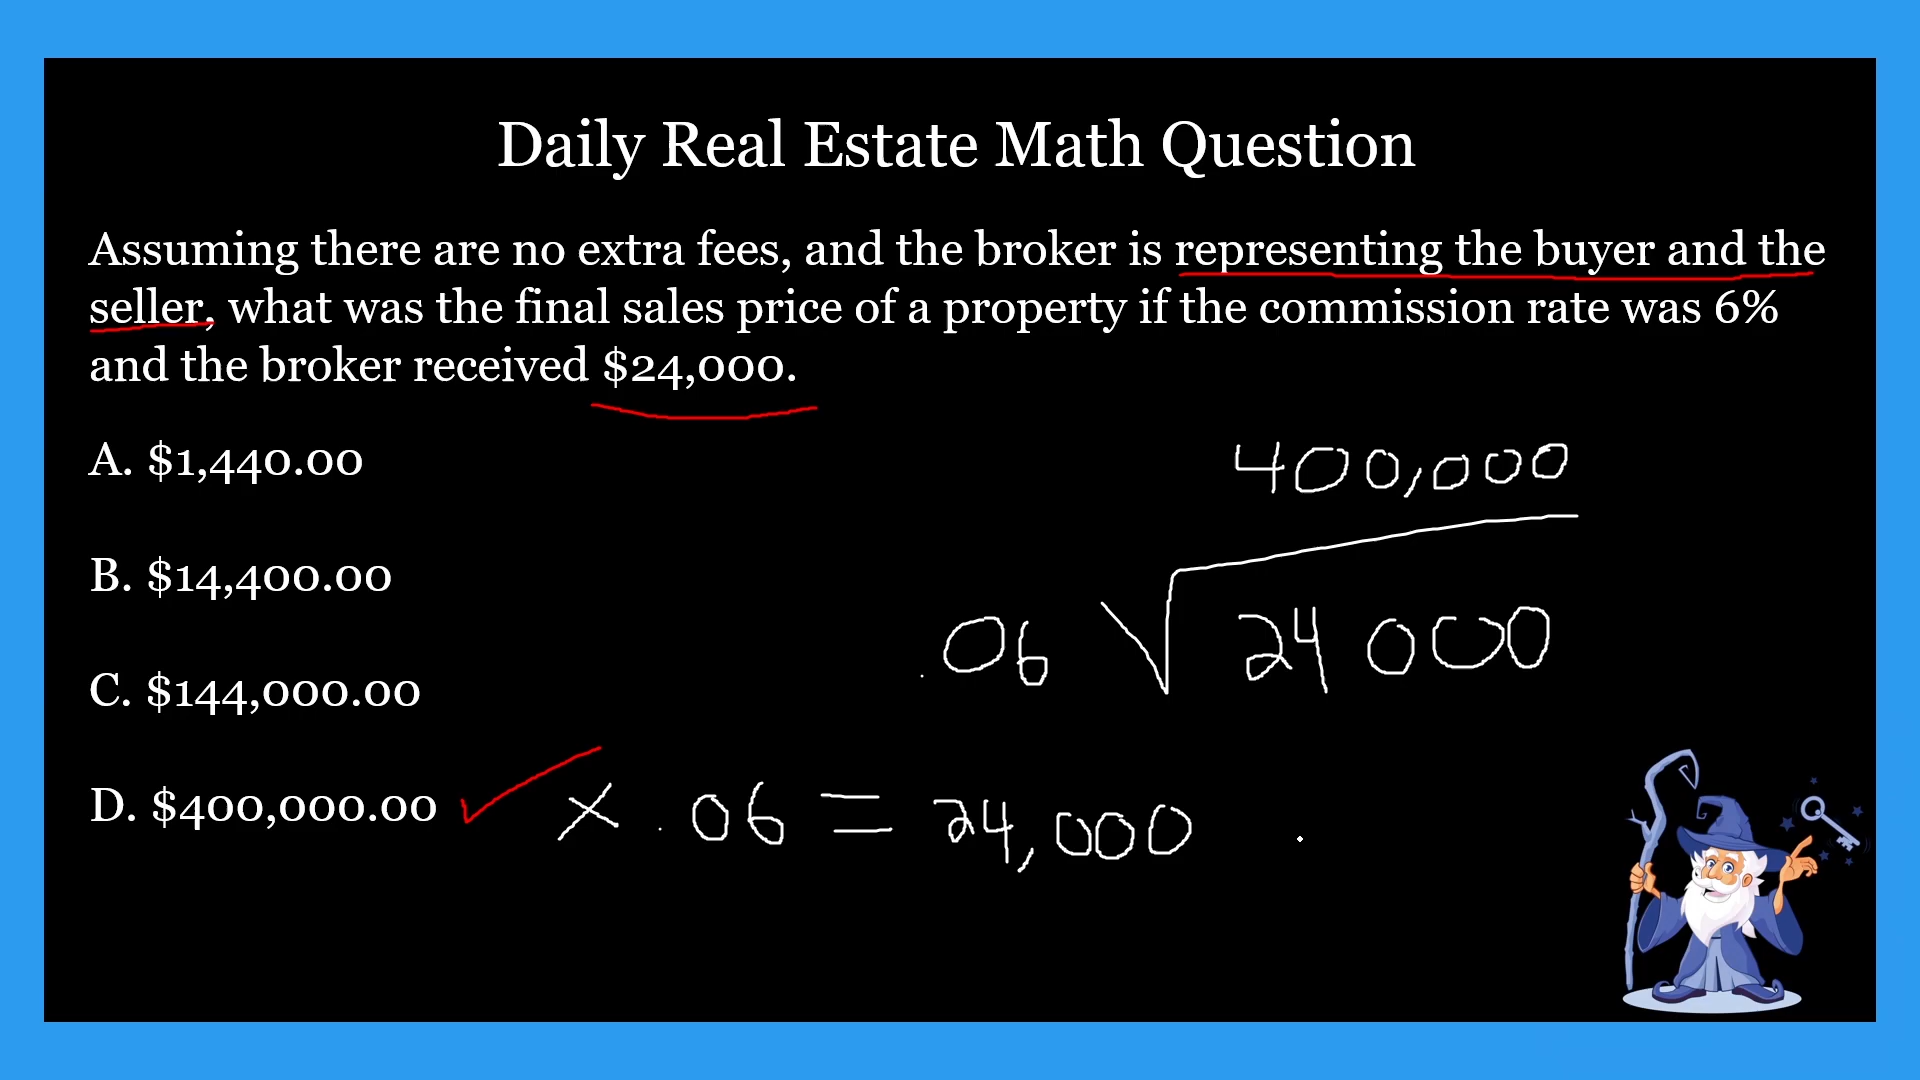 Daily Real Estate Math Question
Assuming there are no extra fees, and the broker is representing the buyer and the
seller, what was the final sales price of a property if the commission rate was 6%
and the broker received $24,000.
A. $1,440.00
B. $14,400.00
C. $144,000.00
D. $400,000.00
400,000
.06 √ 24 000
× .06 = 24,000